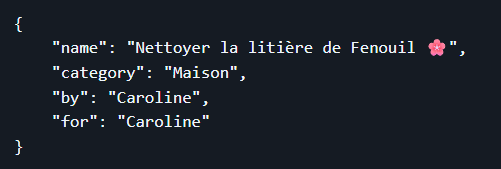 {
    "name": "Nettoyer la litière de Fenouil 🌸",
    "category": "Maison",
    "by": "Caroline",
    "for": "Caroline"
}